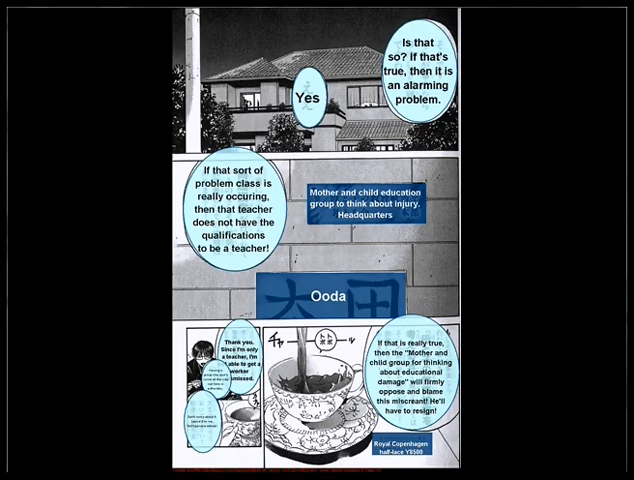 Is that
so? If that's
true, then it is
an alarming
problem.
Yes
If that sort of
problem class is
really occuring,
then that teacher
does not have the
qualifications
to be a teacher!
Mother and child education
group to think about injury.
Headquarters
Ooda
If that is really true,
then the "Mother and
child group for thinking
about educational
damage" will firmly
oppose and blame
this miscreant! He'll
have to resign!
Royal Copenhagen
half-lace Y8500
Thank you,
Since I'm only
a teacher, I'm
able to get a
worker